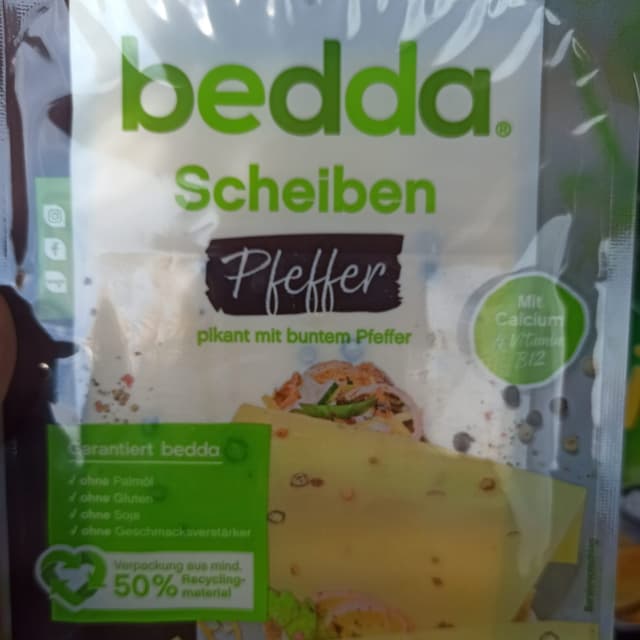 bedda®
Scheiben
Pfeffer
pikant mit buntem Pfeffer
Mit
Calcium
& Vitamin
B12
Garantiert bedda
✓ ohne Palmöl
✓ ohne Gluten
✓ ohne Soja
✓ ohne Geschmacksverstärker
Verpackung aus mind.
50% Recycling-
material